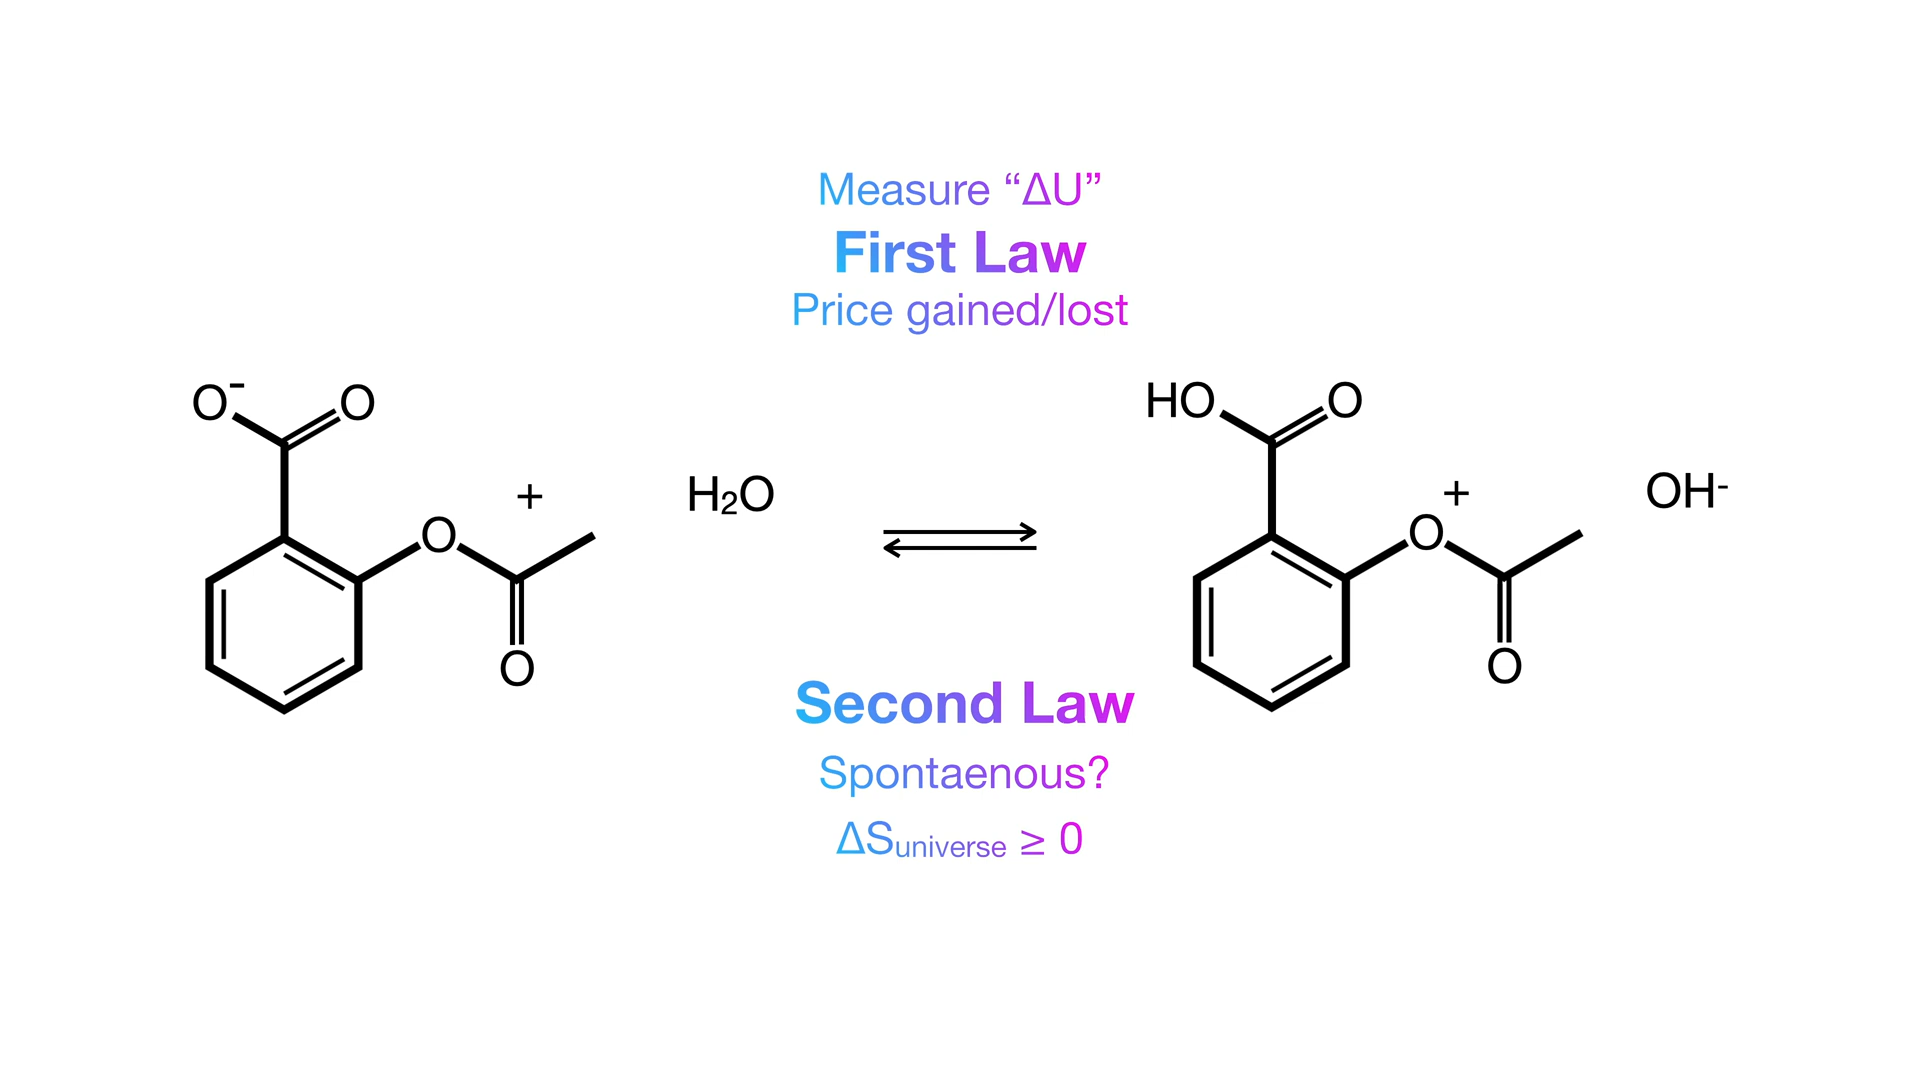 Measure “ΔU”
First Law
Price gained/lost
O⁻ O
+ H₂O
O
O
HO O
+ OH⁻
O
O
Second Law
Spontaenous?
ΔSuniverse ≥ 0